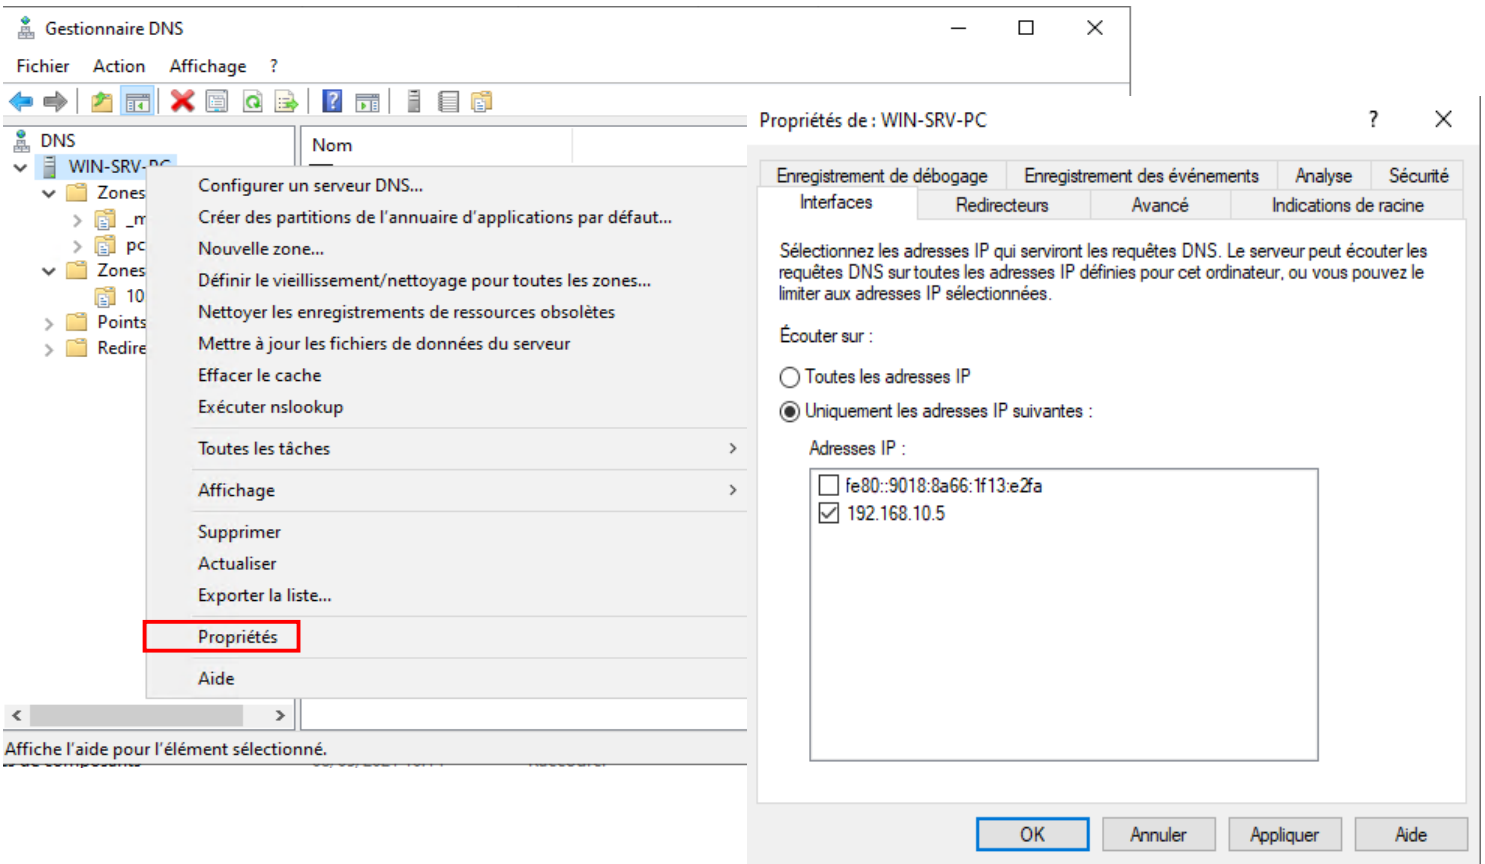 Gestionnaire DNS
Fichier Action Affichage ?
DNS
WIN-SRV-PC
Zones
_m
pc
Zones
10
Points
Redire
Nom
Configurer un serveur DNS...
Créer des partitions de l'annuaire d'applications par défaut...
Nouvelle zone...
Définir le vieillissement/nettoyage pour toutes les zones...
Nettoyer les enregistrements de ressources obsolètes
Mettre à jour les fichiers de données du serveur
Effacer le cache
Exécuter nslookup
Toutes les tâches
Affichage
Supprimer
Actualiser
Exporter la liste...
Propriétés
Aide
Affiche l'aide pour l'élément sélectionné.
Propriétés de : WIN-SRV-PC ?
Enregistrement de débogage Enregistrement des événements Analyse Sécurité
Interfaces Redirecteurs Avancé Indications de racine
Sélectionnez les adresses IP qui serviront les requêtes DNS. Le serveur peut écouter les
requêtes DNS sur toutes les adresses IP définies pour cet ordinateur, ou vous pouvez le
limiter aux adresses IP sélectionnées.
Écouter sur :
Toutes les adresses IP
Uniquement les adresses IP suivantes :
Adresses IP :
fe80::9018:8a66:1f13:e2fa
192.168.10.5
OK Annuler Appliquer Aide